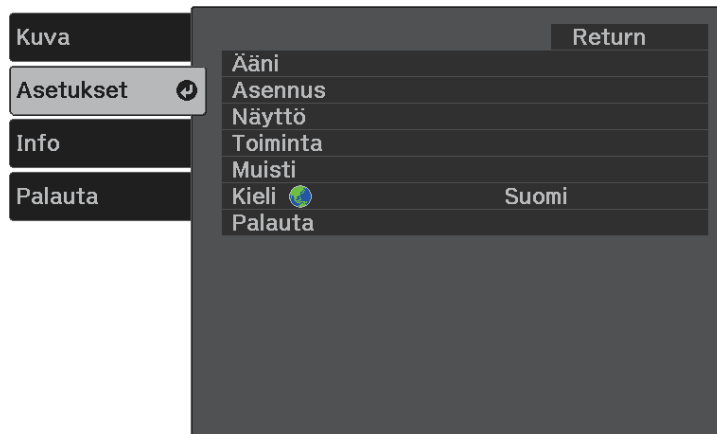 Kuva
Asetukset
Info
Palauta
Return
Ääni
Asennus
Näyttö
Toiminta
Muisti
Kieli Suomi
Palauta